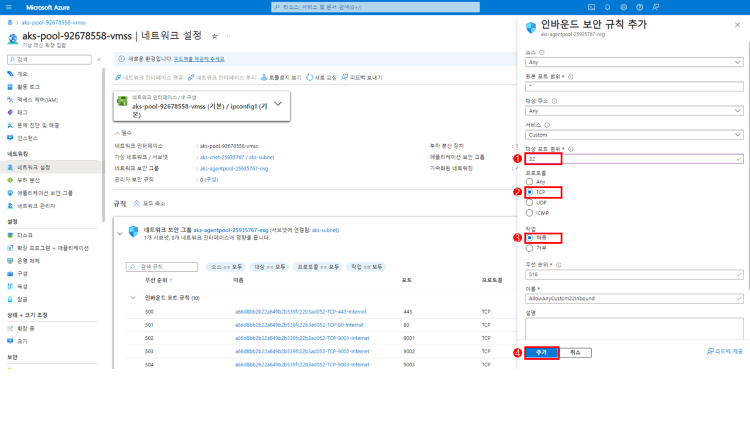 Microsoft Azure
리소스, 서비스 및 문서 검색(G+/)
홈 > aks-pool-92678558-vmss
aks-pool-92678558-vmss | 네트워크 설정
가상 머신 확장 집합
검색
개요
활동 로그
액세스 제어(IAM)
태그
문제 진단 및 해결
인스턴스
네트워킹
네트워크 설정
부하 분산
애플리케이션 보안 그룹
네트워크 관리자
설정
디스크
확장 프로그램 + 애플리케이션
운영 체제
구성
속성
잠금
상태 + 크기 조정
확장 중
크기
보안
새로운 환경입니다. 피드백을 제공해 주세요
네트워크 인터페이스 연결
네트워크 인터페이스 분리
토폴로지 보기
새로 고침
피드백 보내기
네트워크 인터페이스 / IP 구성
aks-pool-92678558-vmss (기본) / ipconfig1 (기본)
필수
네트워크 인터페이스 : aks-pool-92678558-vmss
가상 네트워크 / 서브넷 : aks-vnet-25935767 / aks-subnet
네트워크 보안 그룹 : aks-agentpool-25935767-nsg
관리자 보안 규칙 : 0 (구성)
부하 분산 장치
애플리케이션 보안 그룹
가속화된 네트워킹
규칙
모두 축소
네트워크 보안 그룹 aks-agentpool-25935767-nsg (서브넷에 연결됨: aks-subnet)
1개 서브넷, 0개 네트워크 인터페이스에 영향을 줍니다.
검색 규칙
소스 == 모두
대상 == 모두
프로토콜 == 모두
작업 == 모두
우선 순위 ↑ 이름 포트 프로토콜
인바운드 포트 규칙 (10)
500 a66d8bb2b22a649b2b339fc22b3ad052-TCP-443-Internet 443 TCP
501 a66d8bb2b22a649b2b339fc22b3ad052-TCP-80-Internet 80 TCP
502 a66d8bb2b22a649b2b339fc22b3ad052-TCP-9001-Internet 9001 TCP
503 a66d8bb2b22a649b2b339fc22b3ad052-TCP-9002-Internet 9002 TCP
504 a66d8bb2b22a649b2b339fc22b3ad052-TCP-9003-Internet 9003 TCP
인바운드 보안 규칙 추가
aks-agentpool-25935767-nsg
소스
Any
원본 포트 범위 *
*
대상 주소
Any
서비스
Custom
대상 포트 범위 *
1
22
프로토콜
Any
2
TCP
UDP
ICMP
작업
3
허용
거부
우선 순위 *
516
이름 *
AllowAnyCustom22Inbound
설명
4
추가
취소
피드백 제공